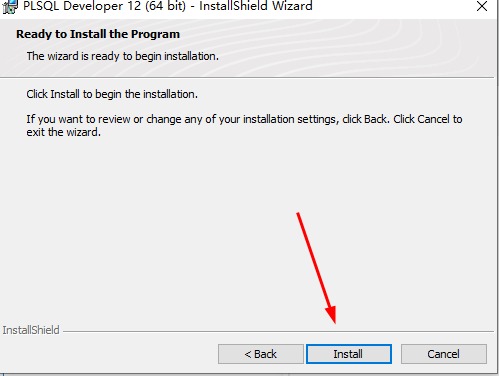 PLSQL Developer 12 (64 bit) - InstallShield Wizard
Ready to Install the Program
The wizard is ready to begin installation.
Click Install to begin the installation.
If you want to review or change any of your installation settings, click Back. Click Cancel to
exit the wizard.
InstallShield
< Back Install Cancel